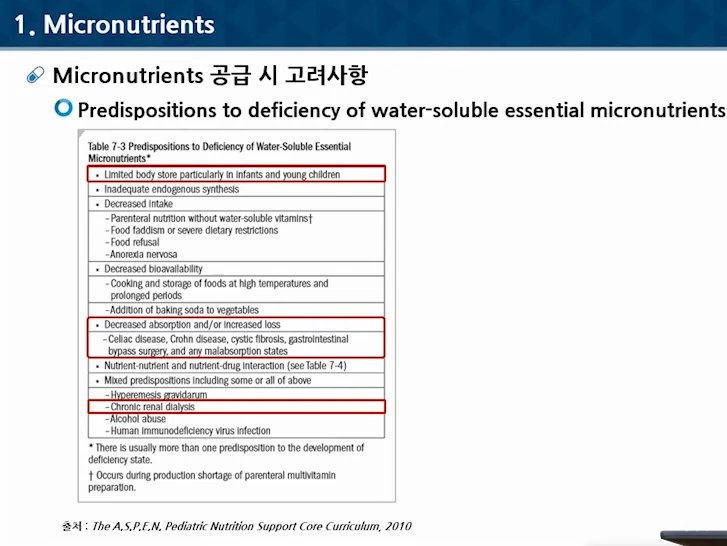 1. Micronutrients
Micronutrients 공급 시 고려사항
Predispositions to deficiency of water-soluble essential micronutrients
Table 7-3 Predispositions to Deficiency of Water-Soluble Essential
Micronutrients*
• Limited body store particularly in infants and young children
• Inadequate endogenous synthesis
• Decreased intake
–Parenteral nutrition without water-soluble vitamins†
–Food faddism or severe dietary restrictions
–Food refusal
–Anorexia nervosa
• Decreased bioavailability
–Cooking and storage of foods at high temperatures and
prolonged periods
–Addition of baking soda to vegetables
• Decreased absorption and/or increased loss
–Celiac disease, Crohn disease, cystic fibrosis, gastrointestinal
bypass surgery, and any malabsorption states
• Nutrient-nutrient and nutrient-drug interaction (see Table 7-4)
• Mixed predispositions including some or all of above
–Hyperemesis gravidarum
–Chronic renal dialysis
–Alcohol abuse
–Human immunodeficiency virus infection
* There is usually more than one predisposition to the development of
deficiency state.
† Occurs during production shortage of parenteral multivitamin
preparation.
출처 : The A.S.P.E.N. Pediatric Nutrition Support Core Curriculum, 2010